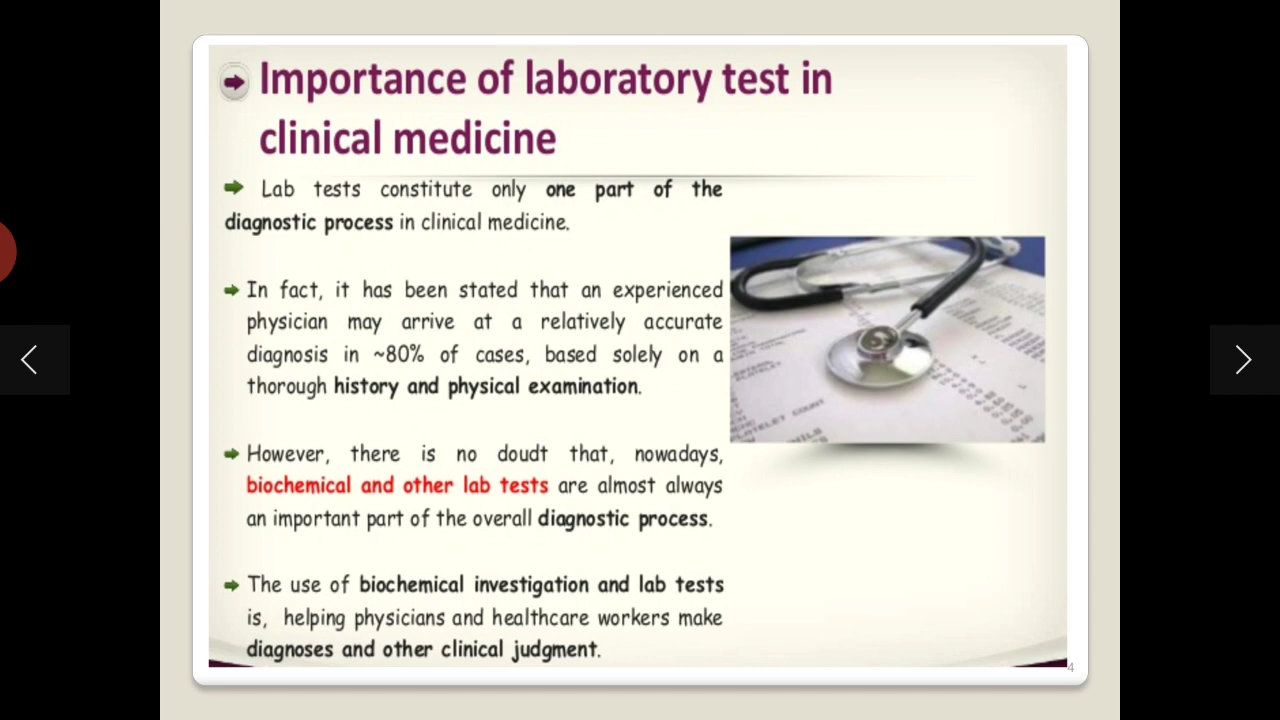 Importance of laboratory test in
clinical medicine
Lab tests constitute only one part of the
diagnostic process in clinical medicine.
In fact, it has been stated that an experienced
physician may arrive at a relatively accurate
diagnosis in ~80% of cases, based solely on a
thorough history and physical examination.
However, there is no doubt that, nowadays,
biochemical and other lab tests are almost always
an important part of the overall diagnostic process.
The use of biochemical investigation and lab tests
is, helping physicians and healthcare workers make
diagnoses and other clinical judgment.
PLATELET COUNT
4